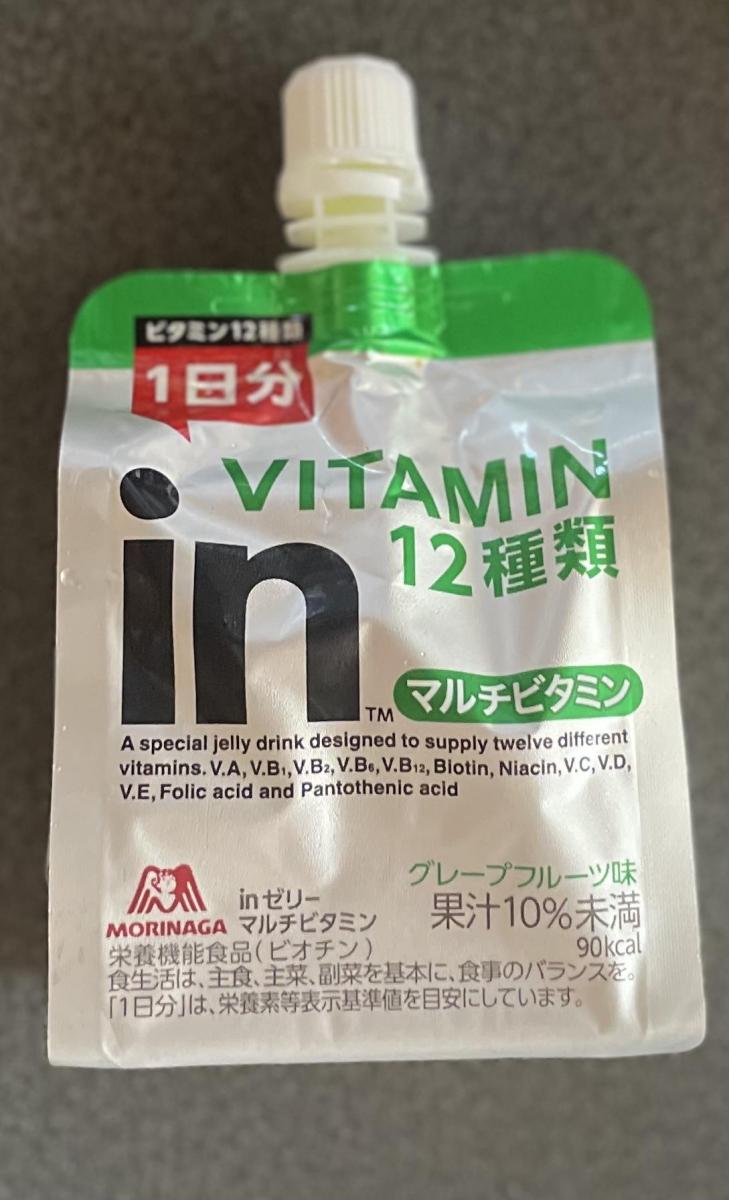 ビタミン12種類
1日分
VITAMIN
12種類
in
TM
マルチビタミン
A special jelly drink designed to supply twelve different
vitamins. V.A, V.B₁, V.B₂, V.B₆, V.B₁₂, Biotin, Niacin, V.C, V.D,
V.E, Folic acid and Pantothenic acid
グレープフルーツ味
果汁10%未満
90kcal
MORINAGA
inゼリー
マルチビタミン
栄養機能食品(ビオチン)
食生活は、主食、主菜、副菜を基本に、食事のバランスを。
「1日分」は、栄養素等表示基準値を目安にしています。